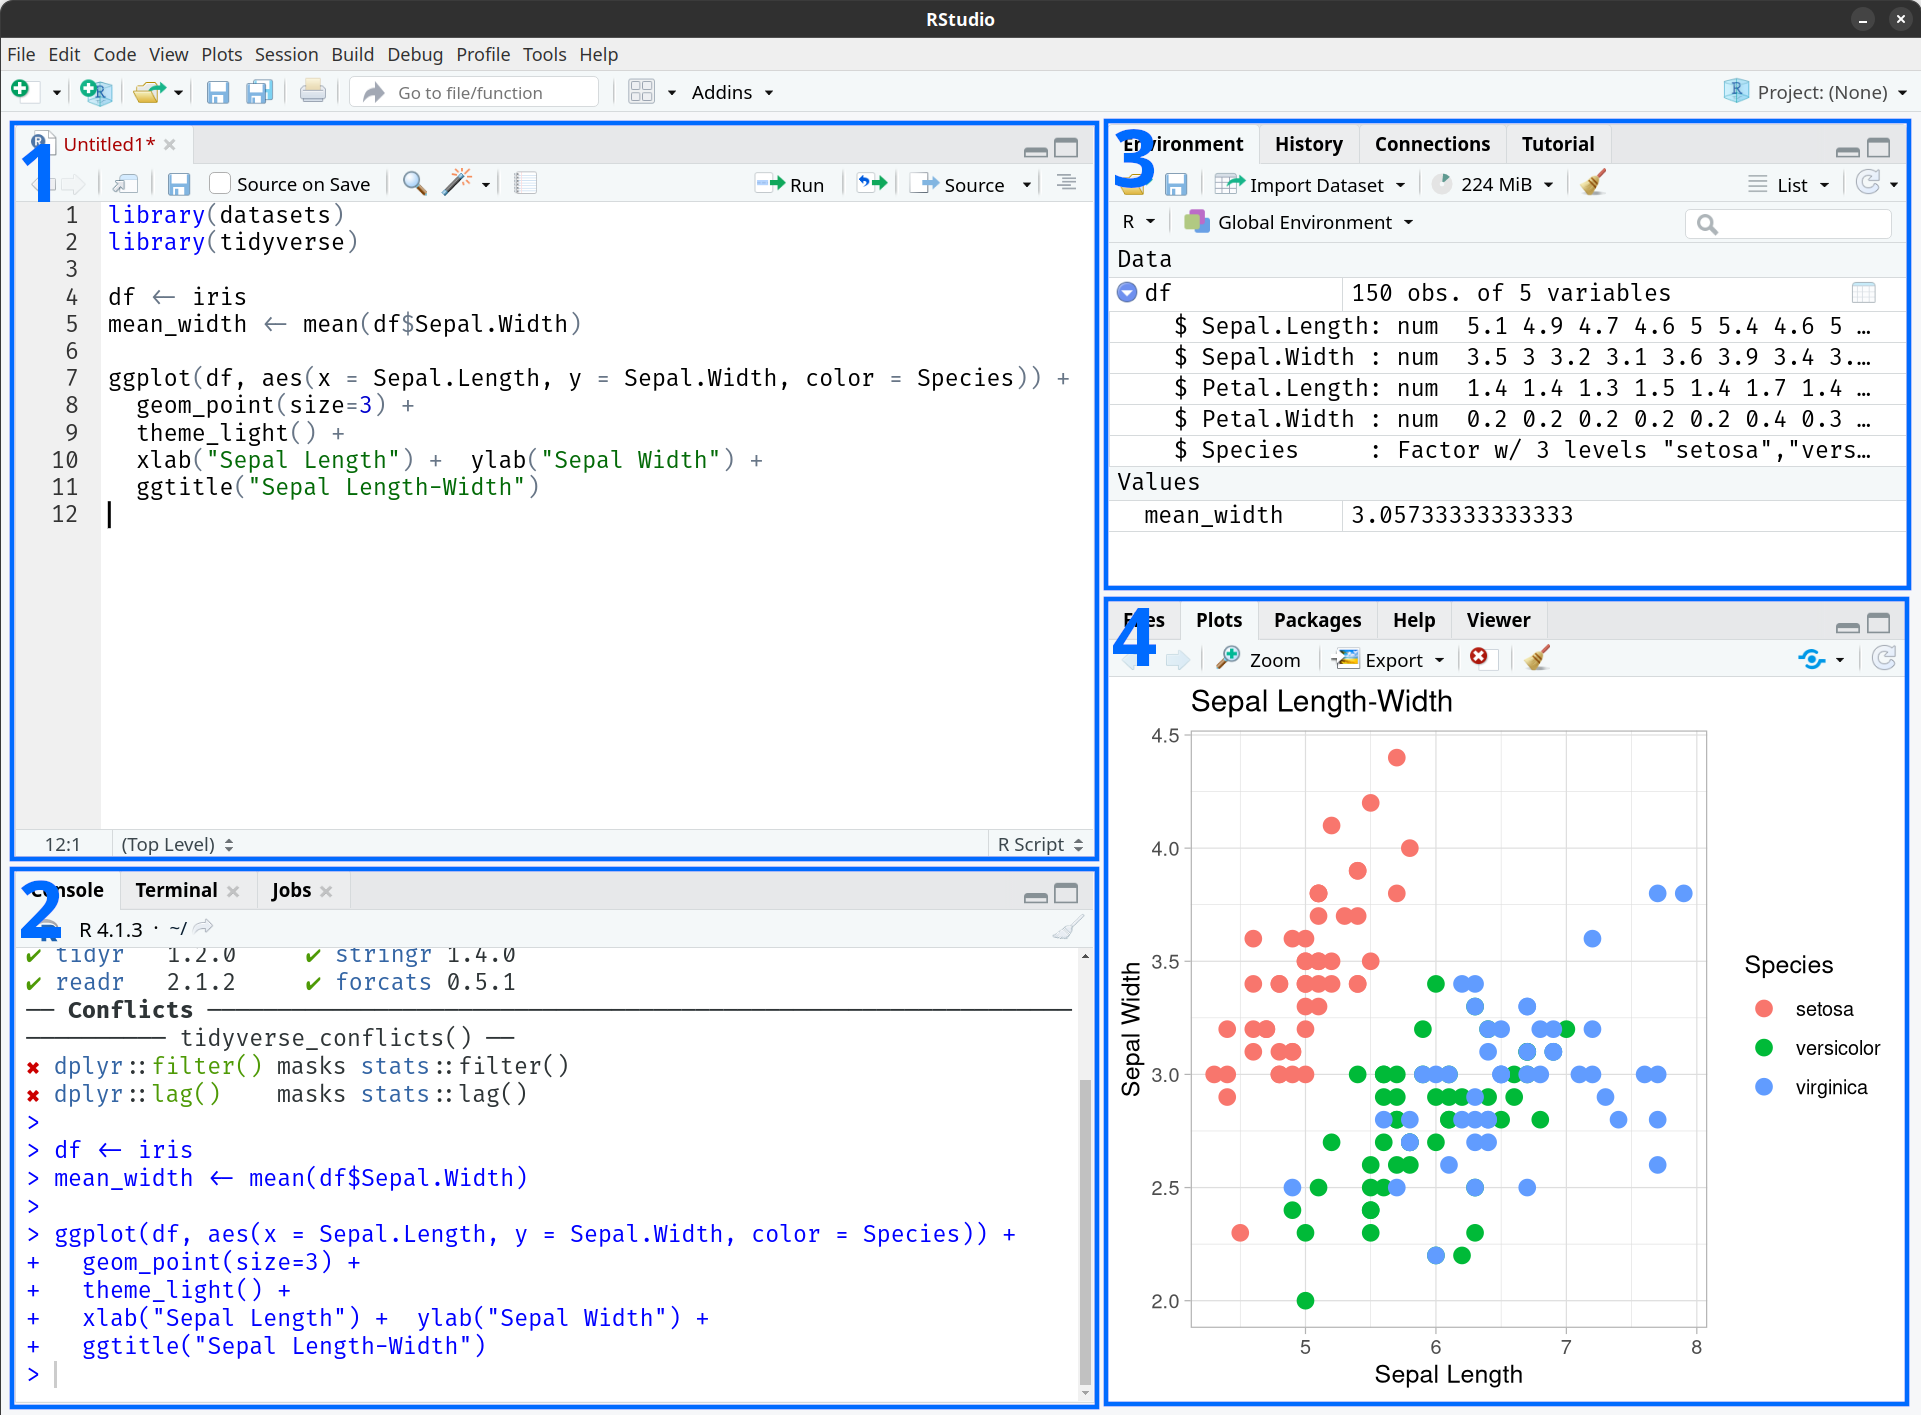 RStudio
File Edit Code View Plots Session Build Debug Profile Tools Help
Go to file/function Addins Project: (None)
1
Untitled1*
Source on Save Run Source
1 library(datasets)
2 library(tidyverse)
3
4 df ← iris
5 mean_width ← mean(df$Sepal.Width)
6
7 ggplot(df, aes(x = Sepal.Length, y = Sepal.Width, color = Species)) +
8 geom_point(size=3) +
9 theme_light() +
10 xlab("Sepal Length") + ylab("Sepal Width") +
11 ggtitle("Sepal Length-Width")
12
12:1 (Top Level) R Script
2
Console Terminal Jobs
R 4.1.3 · ~/
✔ tidyr 1.2.0 ✔ stringr 1.4.0
✔ readr 2.1.2 ✔ forcats 0.5.1
── Conflicts ──────────────────────────────
────────── tidyverse_conflicts() ──
✖ dplyr::filter() masks stats::filter()
✖ dplyr::lag() masks stats::lag()
>
> df ← iris
> mean_width ← mean(df$Sepal.Width)
>
> ggplot(df, aes(x = Sepal.Length, y = Sepal.Width, color = Species)) +
+ geom_point(size=3) +
+ theme_light() +
+ xlab("Sepal Length") + ylab("Sepal Width") +
+ ggtitle("Sepal Length-Width")
>
3
Environment History Connections Tutorial
Import Dataset 224 MiB List
R Global Environment
Data
df 150 obs. of 5 variables
$ Sepal.Length: num 5.1 4.9 4.7 4.6 5 5.4 4.6 5 …
$ Sepal.Width : num 3.5 3 3.2 3.1 3.6 3.9 3.4 3.…
$ Petal.Length: num 1.4 1.4 1.3 1.5 1.4 1.7 1.4 …
$ Petal.Width : num 0.2 0.2 0.2 0.2 0.2 0.4 0.3 …
$ Species : Factor w/ 3 levels "setosa","vers…
Values
mean_width 3.05733333333333
4
Files Plots Packages Help Viewer
Zoom Export
Sepal Length-Width
4.5
4.0
3.5
3.0
2.5
2.0
Sepal Width
5 6 7 8
Sepal Length
Species
setosa
versicolor
virginica